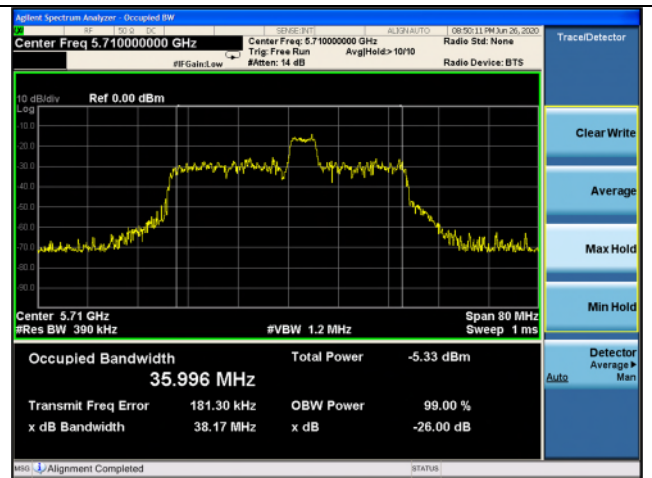 Agilent Spectrum Analyzer - Occupied BW
RF 50 Ω DC SENSE:INT ALIGN AUTO 08:50:11 PM Jun 26, 2020
Center Freq 5.710000000 GHz Center Freq: 5.710000000 GHz Radio Std: None
Trig: Free Run Avg|Hold:> 10/10
#IFGain:Low #Atten: 14 dB Radio Device: BTS
Trace/Detector
10 dB/div Ref 0.00 dBm
Log
-10.0
-20.0
-30.0
-40.0
-50.0
-60.0
-70.0
-80.0
-90.0
Clear Write
Average
Max Hold
Min Hold
Center 5.71 GHz Span 80 MHz
#Res BW 390 kHz #VBW 1.2 MHz Sweep 1 ms
Occupied Bandwidth Total Power -5.33 dBm
35.996 MHz
Transmit Freq Error 181.30 kHz OBW Power 99.00 %
x dB Bandwidth 38.17 MHz x dB -26.00 dB
Detector
Average▶
Auto Man
MSG Alignment Completed STATUS